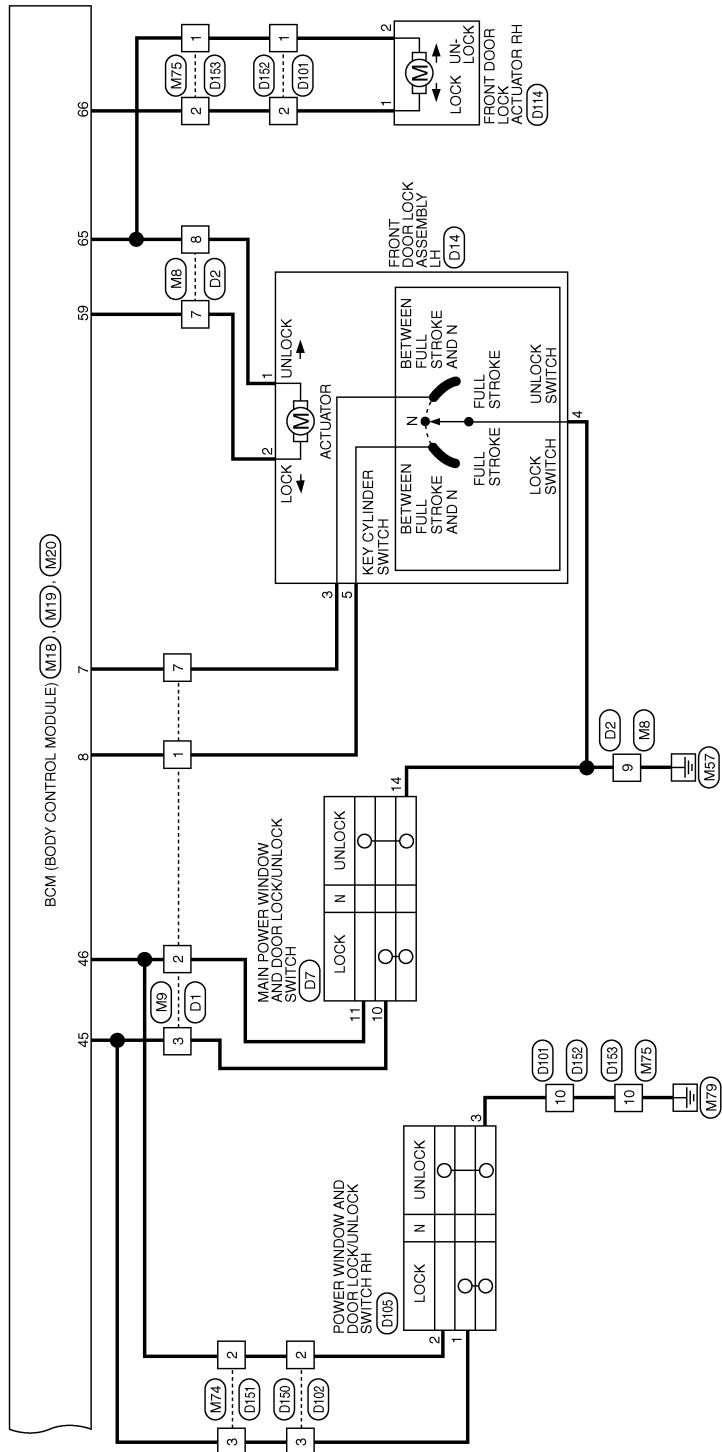 BCM (BODY CONTROL MODULE) M18 , M19 , M20
45
46
8
7
59
65
66
3
2
1
7
7
8
2
1
2
1
M9
D1
M8
D2
M75
D153
D152
D101
2
1
LOCK
UN-
LOCK
M
FRONT DOOR
LOCK
ACTUATOR RH
D114
FRONT
DOOR LOCK
ASSEMBLY
LH
D14
2
1
LOCK
UNLOCK
M
ACTUATOR
3
5
KEY CYLINDER
SWITCH
BETWEEN
FULL
STROKE
AND N
N
BETWEEN
FULL
STROKE
AND N
FULL
STROKE
FULL
STROKE
LOCK
SWITCH
UNLOCK
SWITCH
4
MAIN POWER WINDOW
AND DOOR LOCK/UNLOCK
SWITCH
D7
LOCK
N
UNLOCK
11
10
14
9
D2
M8
M57
POWER WINDOW AND
DOOR LOCK/UNLOCK
SWITCH RH
D105
LOCK
N
UNLOCK
2
1
3
3
2
M74
D151
3
2
D150
D102
10
D101
D152
10
D153
M75
M79